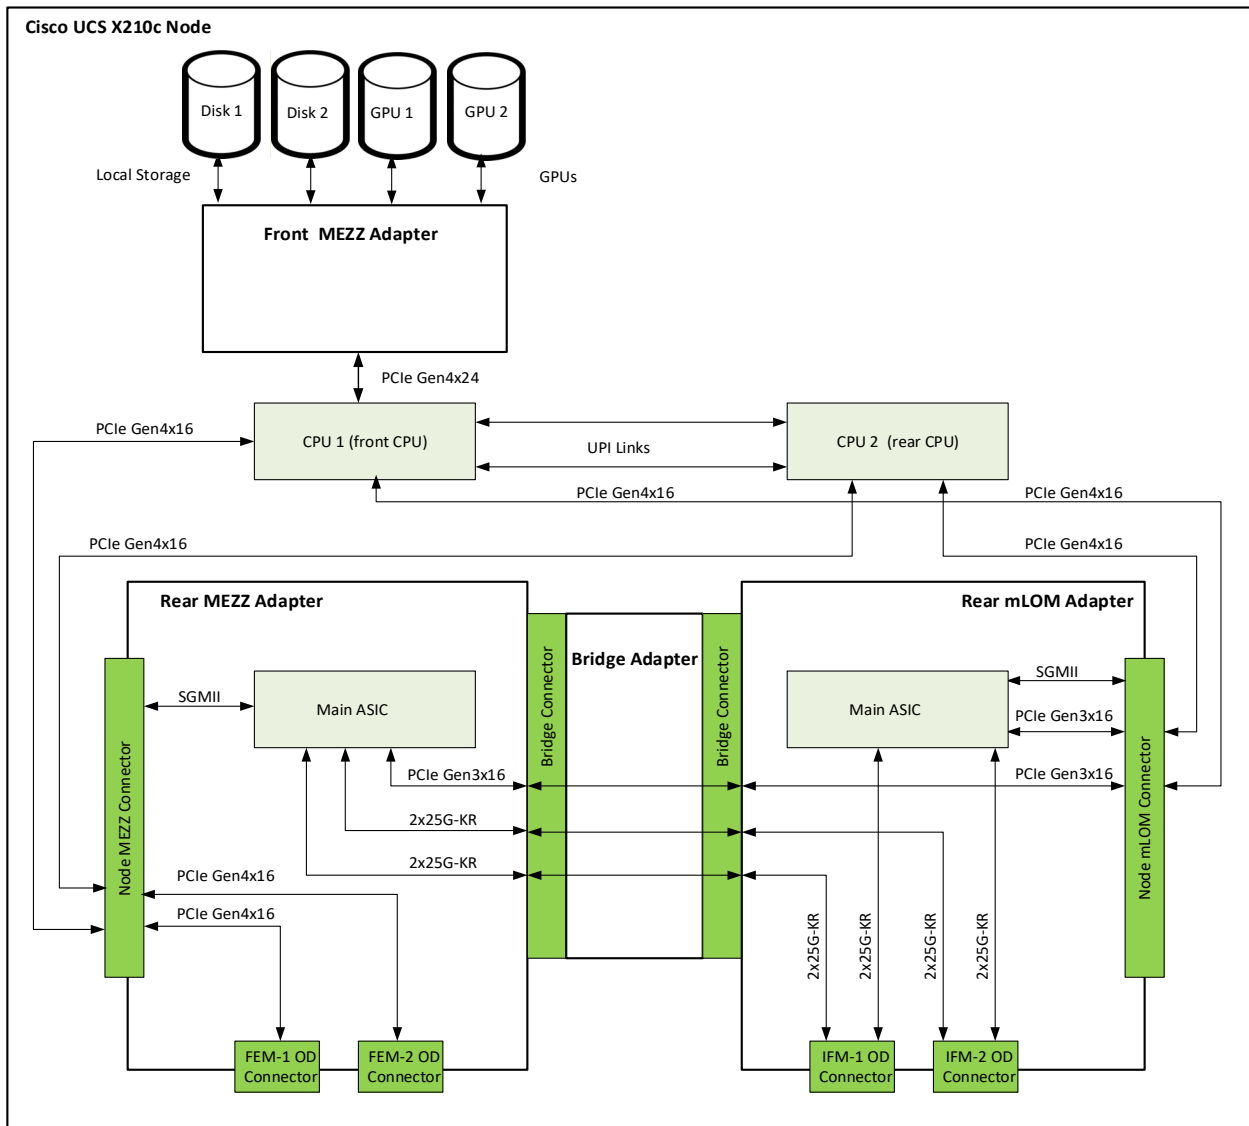 Cisco UCS X210c Node
Disk 1
Disk 2
GPU 1
GPU 2
Local Storage
GPUs
Front MEZZ Adapter
PCIe Gen4x24
PCIe Gen4x16
CPU 1 (front CPU)
CPU 2 (rear CPU)
UPI Links
PCIe Gen4x16
PCIe Gen4x16
PCIe Gen4x16
PCIe Gen4x16
Rear MEZZ Adapter
Rear mLOM Adapter
Bridge Adapter
Bridge Connector
Bridge Connector
SGMII
Main ASIC
Main ASIC
SGMII
PCIe Gen3x16
PCIe Gen3x16
PCIe Gen3x16
Node MEZZ Connector
Node mLOM Connector
2x25G-KR
2x25G-KR
PCIe Gen4x16
PCIe Gen4x16
2x25G-KR
2x25G-KR
2x25G-KR
2x25G-KR
FEM-1 OD
Connector
FEM-2 OD
Connector
IFM-1 OD
Connector
IFM-2 OD
Connector